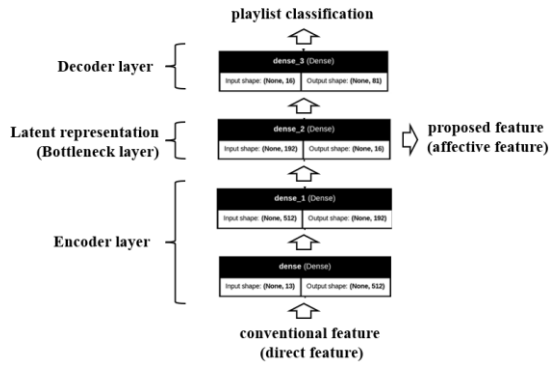 playlist classification
Decoder layer
dense_3 (Dense)
Input shape: (None, 16) Output shape: (None, 81)
Latent representation
(Bottleneck layer)
dense_2 (Dense)
Input shape: (None, 192) Output shape: (None, 16)
proposed feature
(affective feature)
Encoder layer
dense_1 (Dense)
Input shape: (None, 512) Output shape: (None, 192)
dense (Dense)
Input shape: (None, 13) Output shape: (None, 512)
conventional feature
(direct feature)